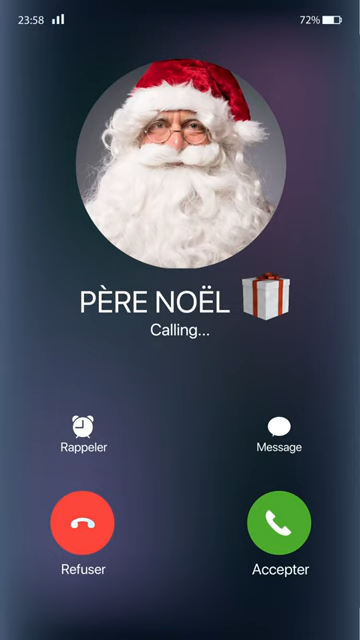 23:58 72%
PÈRE NOËL
Calling...
Rappeler Message
Refuser Accepter